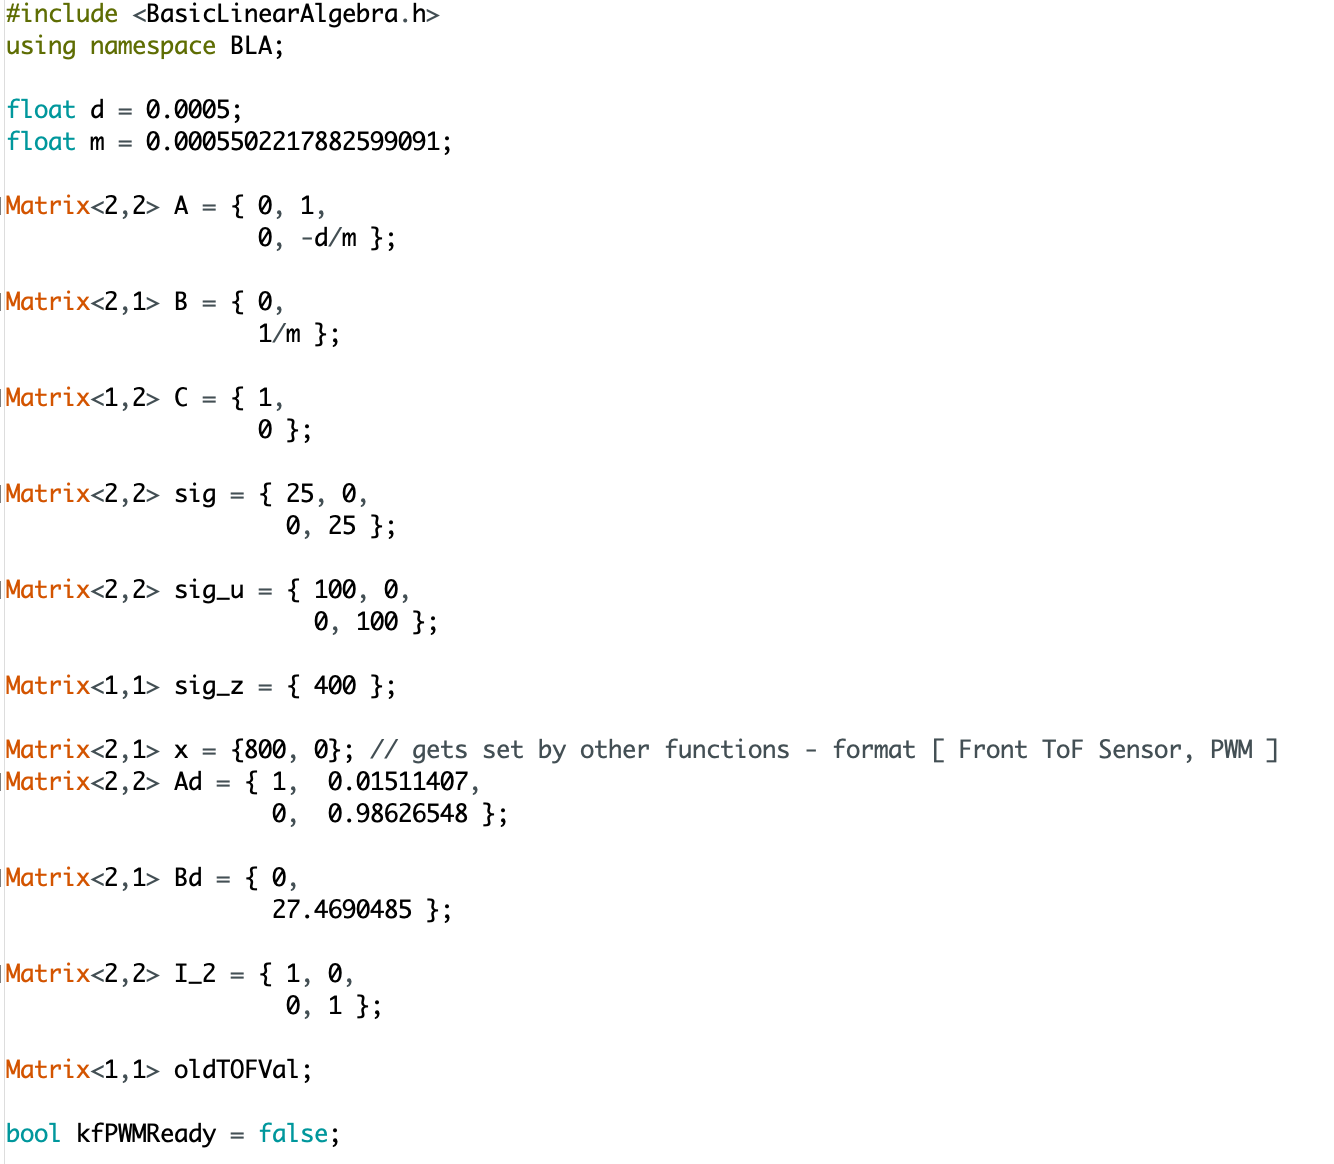 #include <BasicLinearAlgebra.h>
using namespace BLA;
float d = 0.0005;
float m = 0.0005502217882599091;
Matrix<2,2> A = { 0, 1,
0, -d/m };
Matrix<2,1> B = { 0,
1/m };
Matrix<1,2> C = { 1,
0 };
Matrix<2,2> sig = { 25, 0,
0, 25 };
Matrix<2,2> sig_u = { 100, 0,
0, 100 };
Matrix<1,1> sig_z = { 400 };
Matrix<2,1> x = {800, 0}; // gets set by other functions - format [ Front ToF Sensor, PWM ]
Matrix<2,2> Ad = { 1,  0.01511407,
0,  0.98626548 };
Matrix<2,1> Bd = { 0,
27.4690485 };
Matrix<2,2> I_2 = { 1, 0,
0, 1 };
Matrix<1,1> oldTOFVal;
bool kfPWMReady = false;